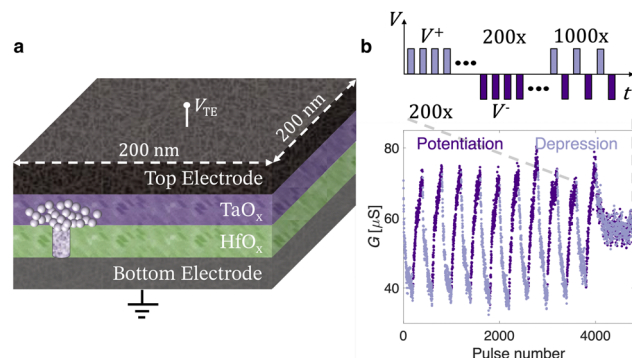 a
V_TE
200 nm
200 nm
Top Electrode
TaOₓ
HfOₓ
Bottom Electrode
b
V
V⁺
200x
1000x
t
200x
V⁻
Potentiation
Depression
G [μS]
80
60
40
0
2000
4000
Pulse number